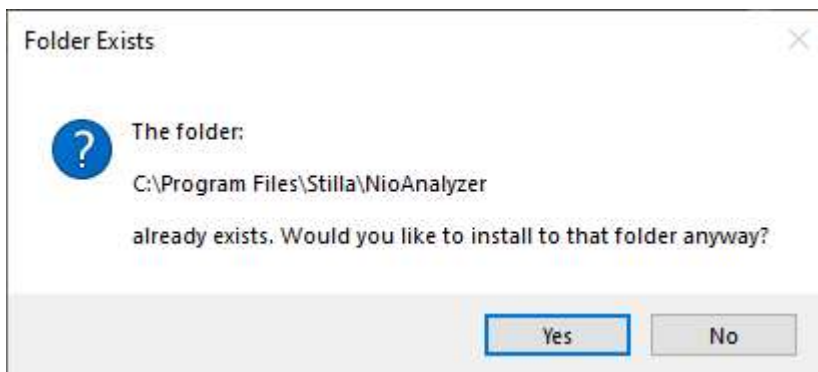 Folder Exists
?
The folder:
C:\Program Files\Stilla\NioAnalyzer
already exists. Would you like to install to that folder anyway?
Yes
No